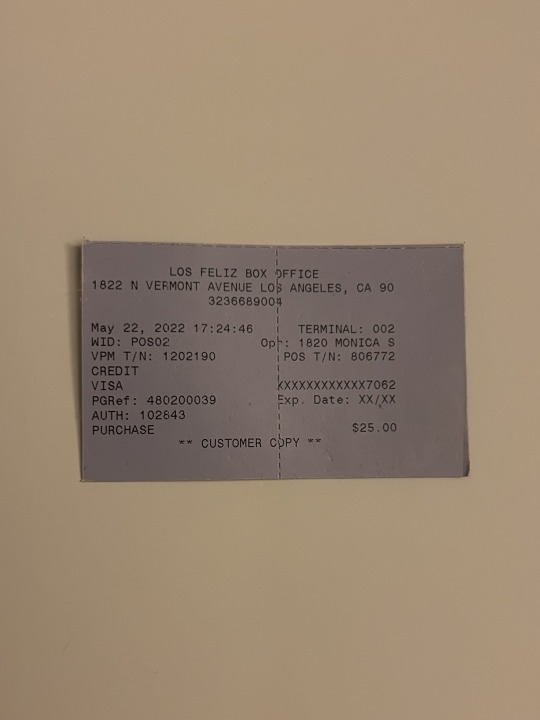 LOS FELIZ BOX OFFICE
1822 N VERMONT AVENUE LOS ANGELES, CA 90
3236689004
May 22, 2022 17:24:46 TERMINAL: 002
WID: POS02 Opr: 1820 MONICA S
VPM T/N: 1202190 POS T/N: 806772
CREDIT
VISA XXXXXXXXXXXX7062
PGRef: 480200039 Exp. Date: XX/XX
AUTH: 102843
PURCHASE $25.00
** CUSTOMER COPY **